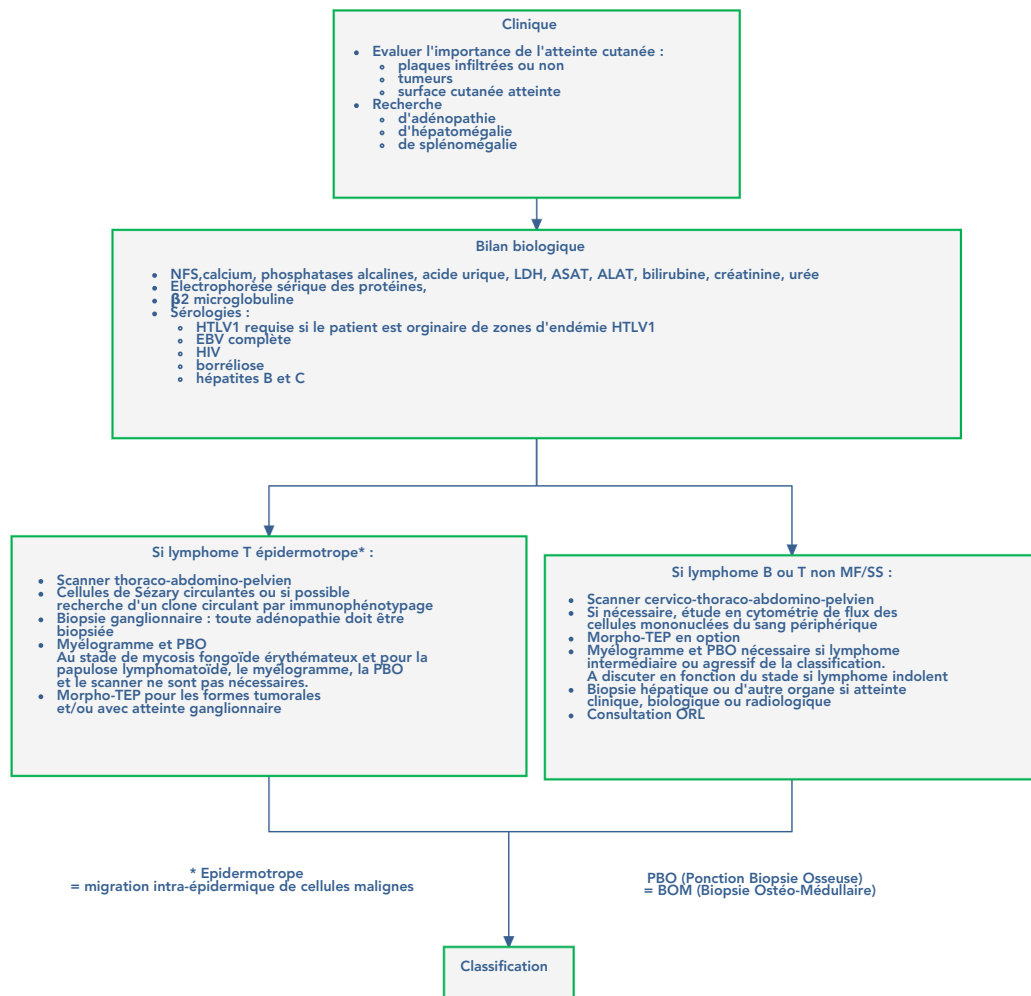 Clinique
Evaluer l'importance de l'atteinte cutanée :
plaques infiltrées ou non
tumeurs
surface cutanée atteinte
Recherche
d'adénopathie
d'hépatomégalie
de splénomégalie
Bilan biologique
NFS,calcium, phosphatases alcalines, acide urique, LDH, ASAT, ALAT, bilirubine, créatinine, urée
Electrophorèse sérique des protéines,
β2 microglobuline
Sérologies :
HTLV1 requise si le patient est orginaire de zones d'endémie HTLV1
EBV complète
HIV
borréliose
hépatites B et C
Si lymphome T épidermotrope* :
Scanner thoraco-abdomino-pelvien
Cellules de Sézary circulantes ou si possible
recherche d'un clone circulant par immunophénotypage
Biopsie ganglionnaire : toute adénopathie doit être
biopsiée
Myélogramme et PBO
Au stade de mycosis fongoïde érythémateux et pour la
papulose lymphomatoïde, le myélogramme, la PBO
et le scanner ne sont pas nécessaires.
Morpho-TEP pour les formes tumorales
et/ou avec atteinte ganglionnaire
Si lymphome B ou T non MF/SS :
Scanner cervico-thoraco-abdomino-pelvien
Si nécessaire, étude en cytométrie de flux des
cellules mononuclées du sang périphérique
Morpho-TEP en option
Myélogramme et PBO nécessaire si lymphome
intermédiaire ou agressif de la classification.
A discuter en fonction du stade si lymphome indolent
Biopsie hépatique ou d'autre organe si atteinte
clinique, biologique ou radiologique
Consultation ORL
* Epidermotrope
= migration intra-épidermique de cellules malignes
PBO (Ponction Biopsie Osseuse)
= BOM (Biopsie Ostéo-Médullaire)
Classification